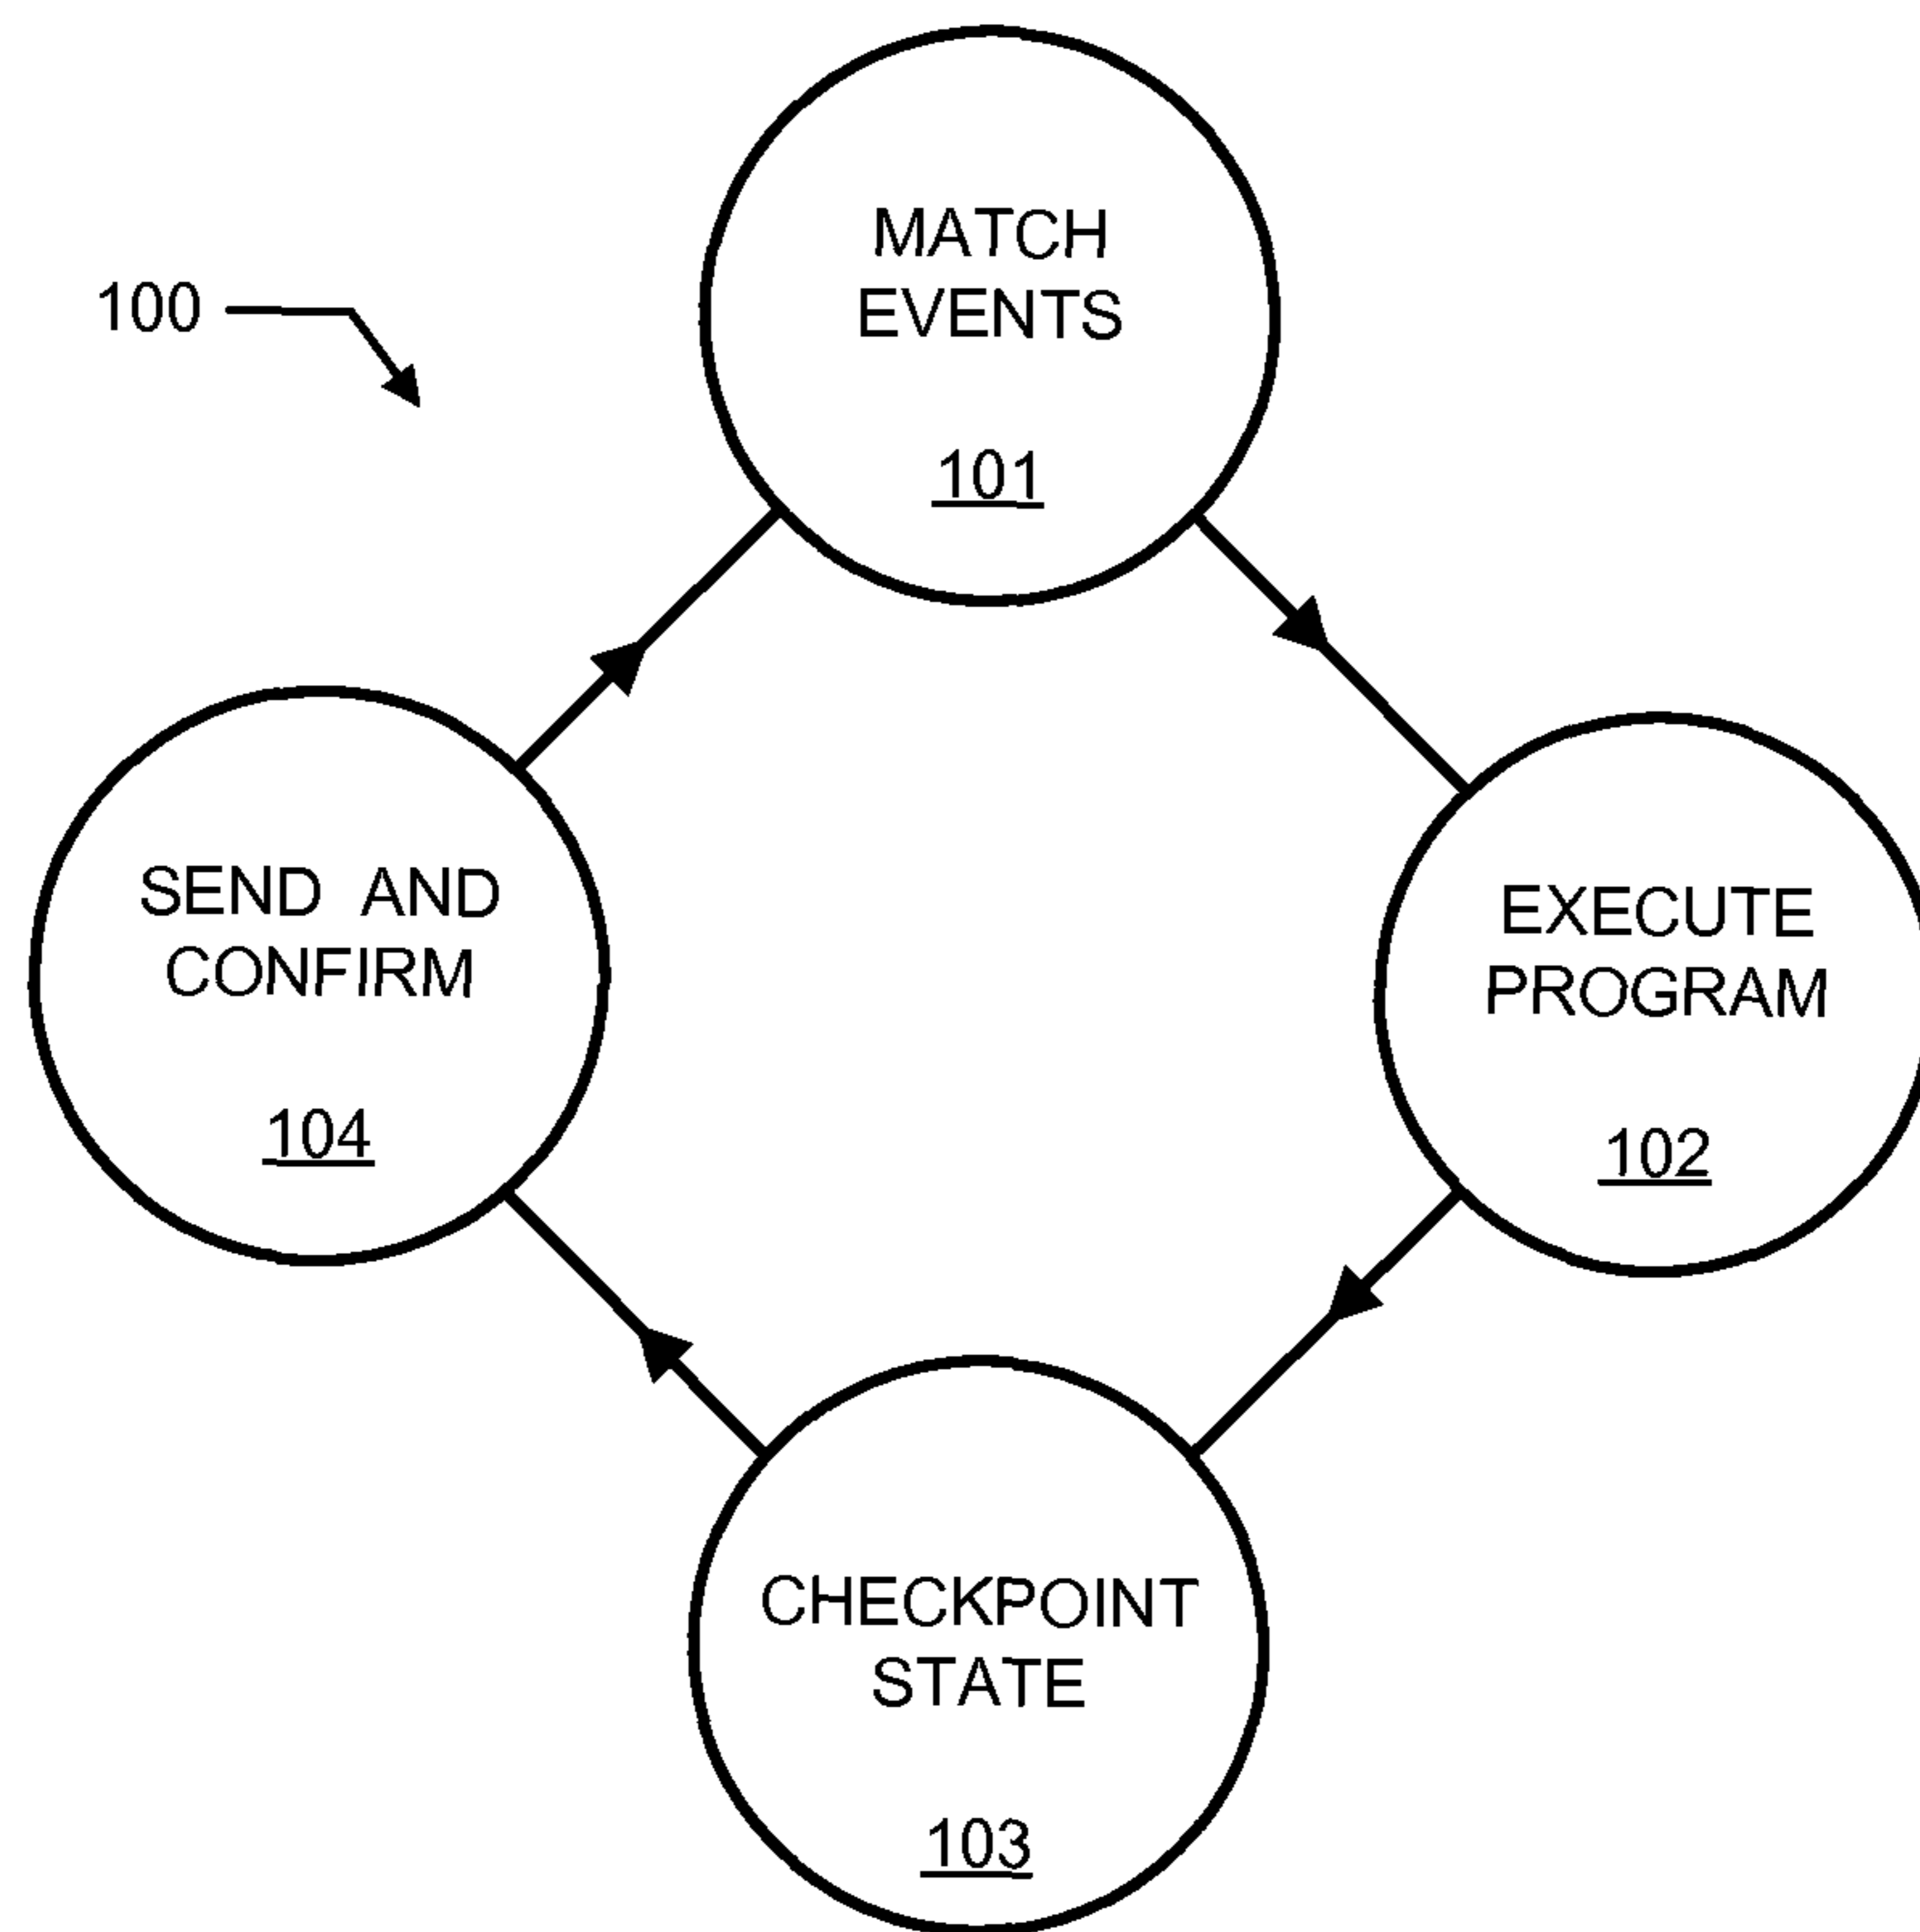 MATCH
EVENTS
101
100
SEND AND
CONFIRM
104
EXECUTE
PROGRAM
102
CHECKPOINT
STATE
103